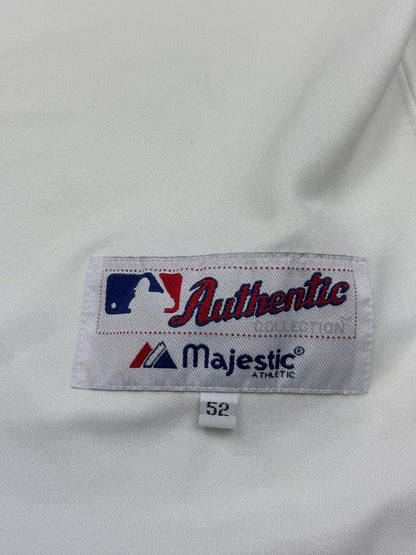 Authentic
COLLECTION
Majestic®
ATHLETIC
52